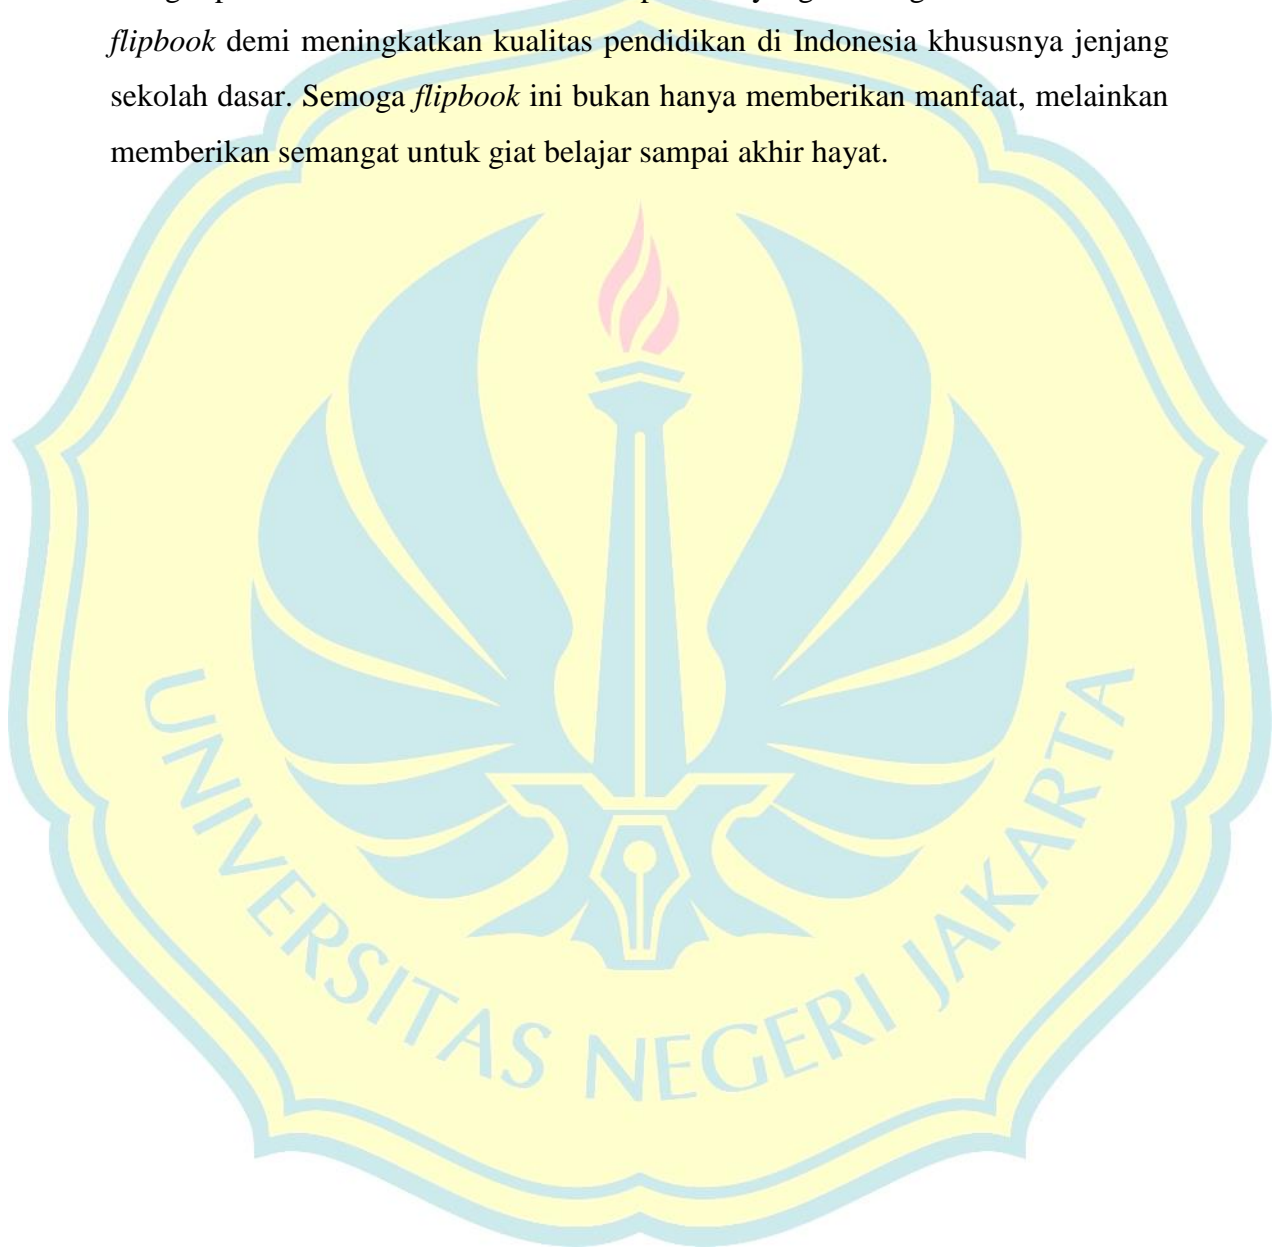 flipbook demi meningkatkan kualitas pendidikan di Indonesia khususnya jenjang
sekolah dasar. Semoga flipbook ini bukan hanya memberikan manfaat, melainkan
memberikan semangat untuk giat belajar sampai akhir hayat.
UNIVERSITAS NEGERI JAKARTA